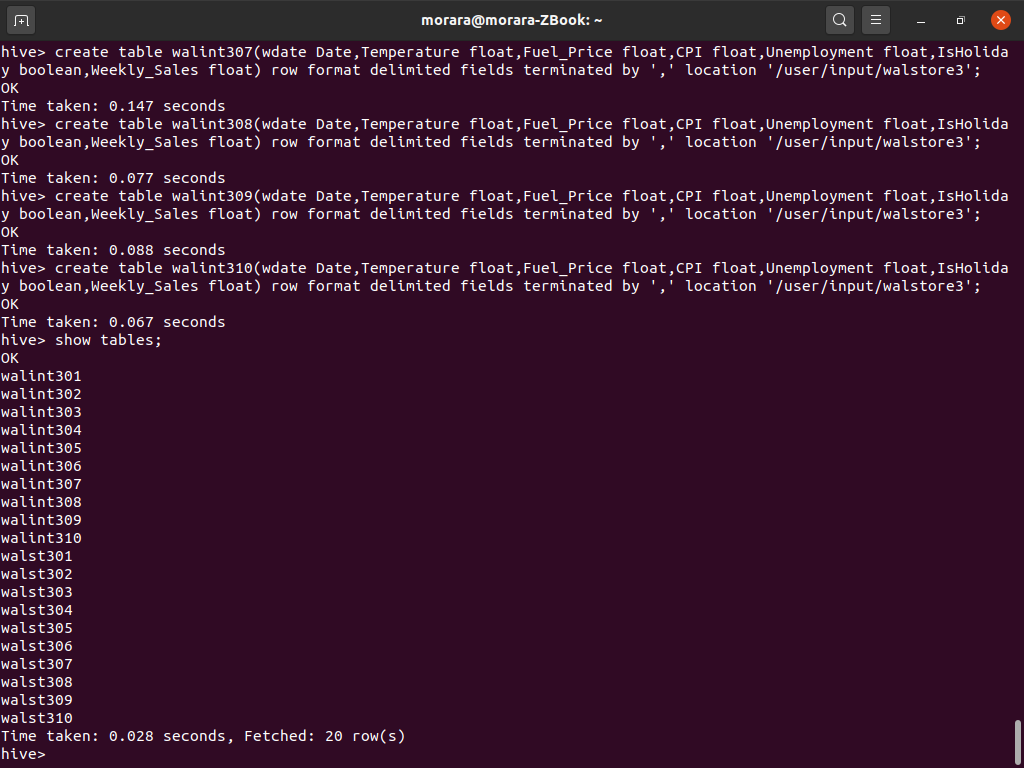 morara@morara-ZBook: ~
hive> create table walint307(wdate Date,Temperature float,Fuel_Price float,CPI float,Unemployment float,IsHolida
y boolean,Weekly_Sales float) row format delimited fields terminated by ',' location '/user/input/walstore3';
OK
Time taken: 0.147 seconds
hive> create table walint308(wdate Date,Temperature float,Fuel_Price float,CPI float,Unemployment float,IsHolida
y boolean,Weekly_Sales float) row format delimited fields terminated by ',' location '/user/input/walstore3';
OK
Time taken: 0.077 seconds
hive> create table walint309(wdate Date,Temperature float,Fuel_Price float,CPI float,Unemployment float,IsHolida
y boolean,Weekly_Sales float) row format delimited fields terminated by ',' location '/user/input/walstore3';
OK
Time taken: 0.088 seconds
hive> create table walint310(wdate Date,Temperature float,Fuel_Price float,CPI float,Unemployment float,IsHolida
y boolean,Weekly_Sales float) row format delimited fields terminated by ',' location '/user/input/walstore3';
OK
Time taken: 0.067 seconds
hive> show tables;
OK
walint301
walint302
walint303
walint304
walint305
walint306
walint307
walint308
walint309
walint310
walst301
walst302
walst303
walst304
walst305
walst306
walst307
walst308
walst309
walst310
Time taken: 0.028 seconds, Fetched: 20 row(s)
hive>